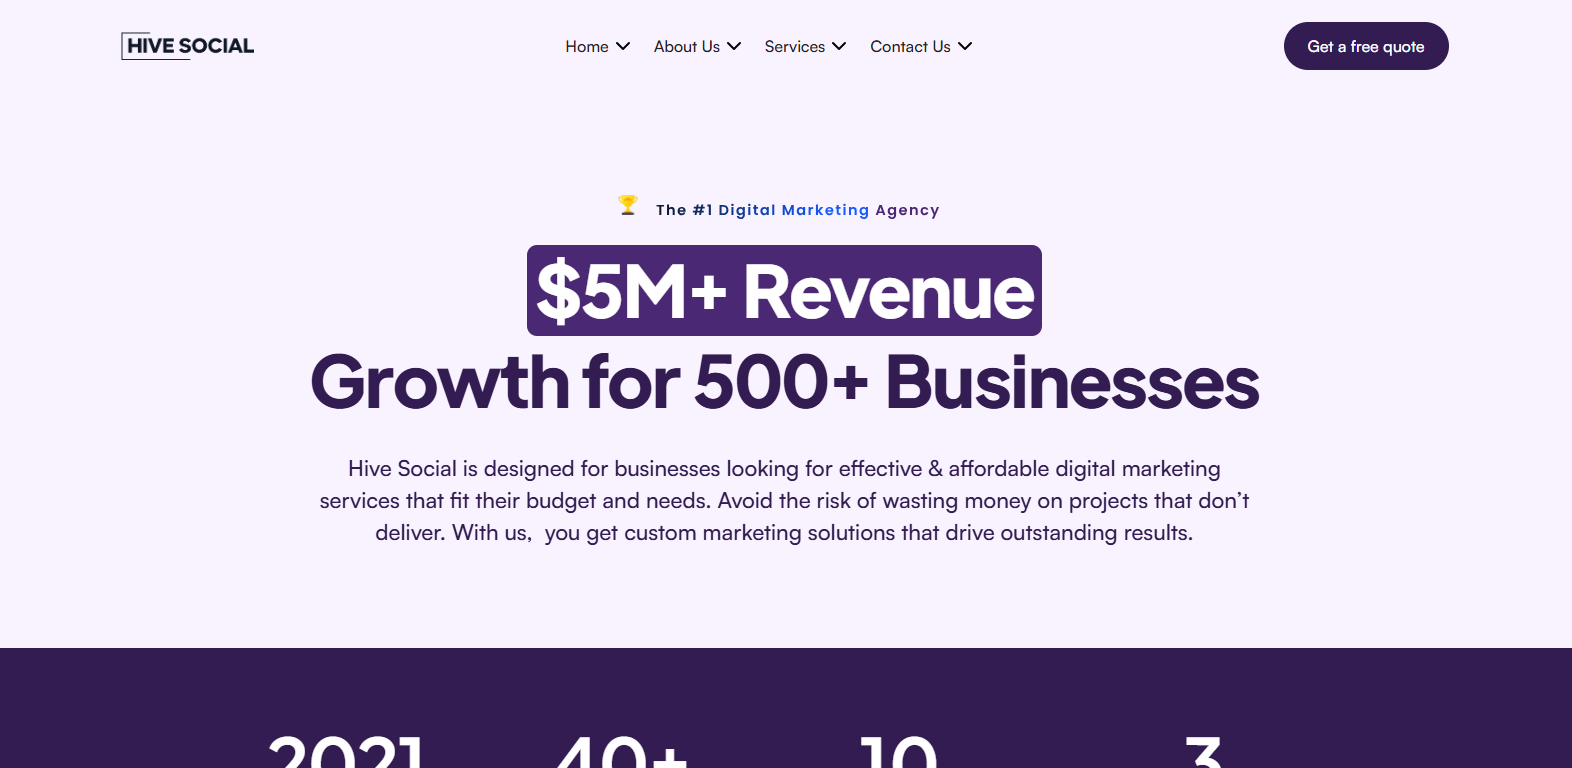 HIVE SOCIAL
Home
About Us
Services
Contact Us
Get a free quote
The #1 Digital Marketing Agency
$5M+ Revenue
Growth for 500+ Businesses
Hive Social is designed for businesses looking for effective & affordable digital marketing
services that fit their budget and needs. Avoid the risk of wasting money on projects that don’t
deliver. With us,  you get custom marketing solutions that drive outstanding results.
2021
40+
10
3